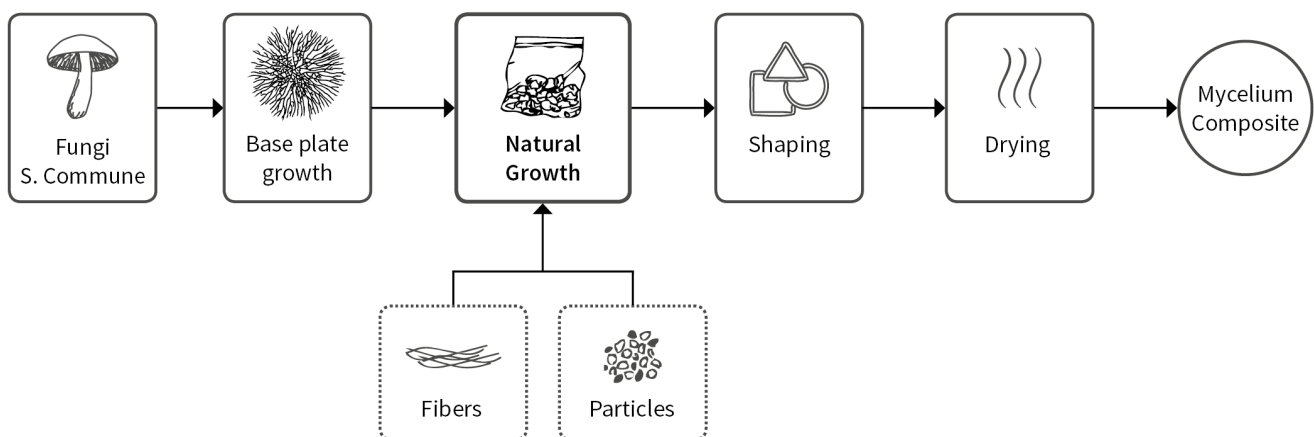 Fungi
S. Commune
Base plate
growth
Natural
Growth
Shaping
Drying
Mycelium
Composite
Fibers
Particles